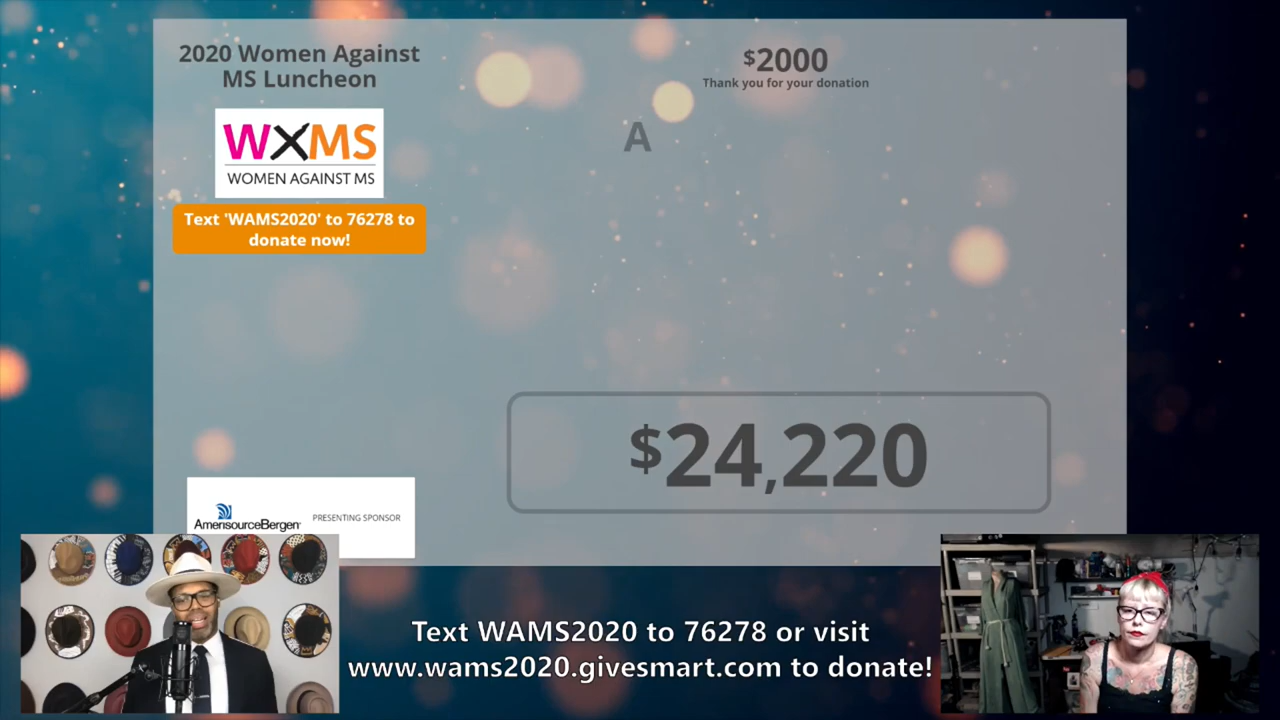 2020 Women Against
MS Luncheon
WXMS
WOMEN AGAINST MS
Text 'WAMS2020' to 76278 to
donate now!
$2000
Thank you for your donation
A
$24,220
AmerisourceBergen
PRESENTING SPONSOR
Text WAMS2020 to 76278 or visit
www.wams2020.givesmart.com to donate!